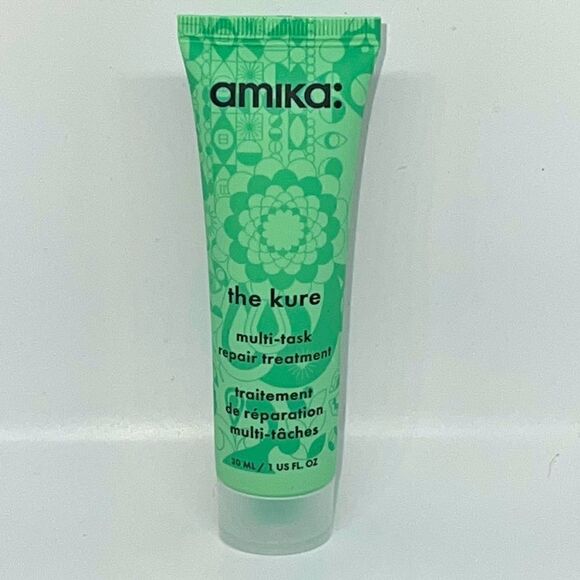 amika:
the kure
multi-task
repair treatment
traitement
de réparation
multi-tâches
30 ML / 1 US FL. OZ